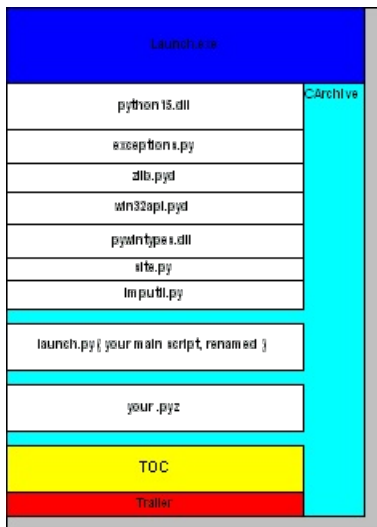 Launch.exe
CArchive
python15.dll
exceptions.py
zlib.pyd
win32api.pyd
pywintypes.dll
site.py
imputil.py
launch.py { your main script, renamed }
your .pyz
TOC
Trailer